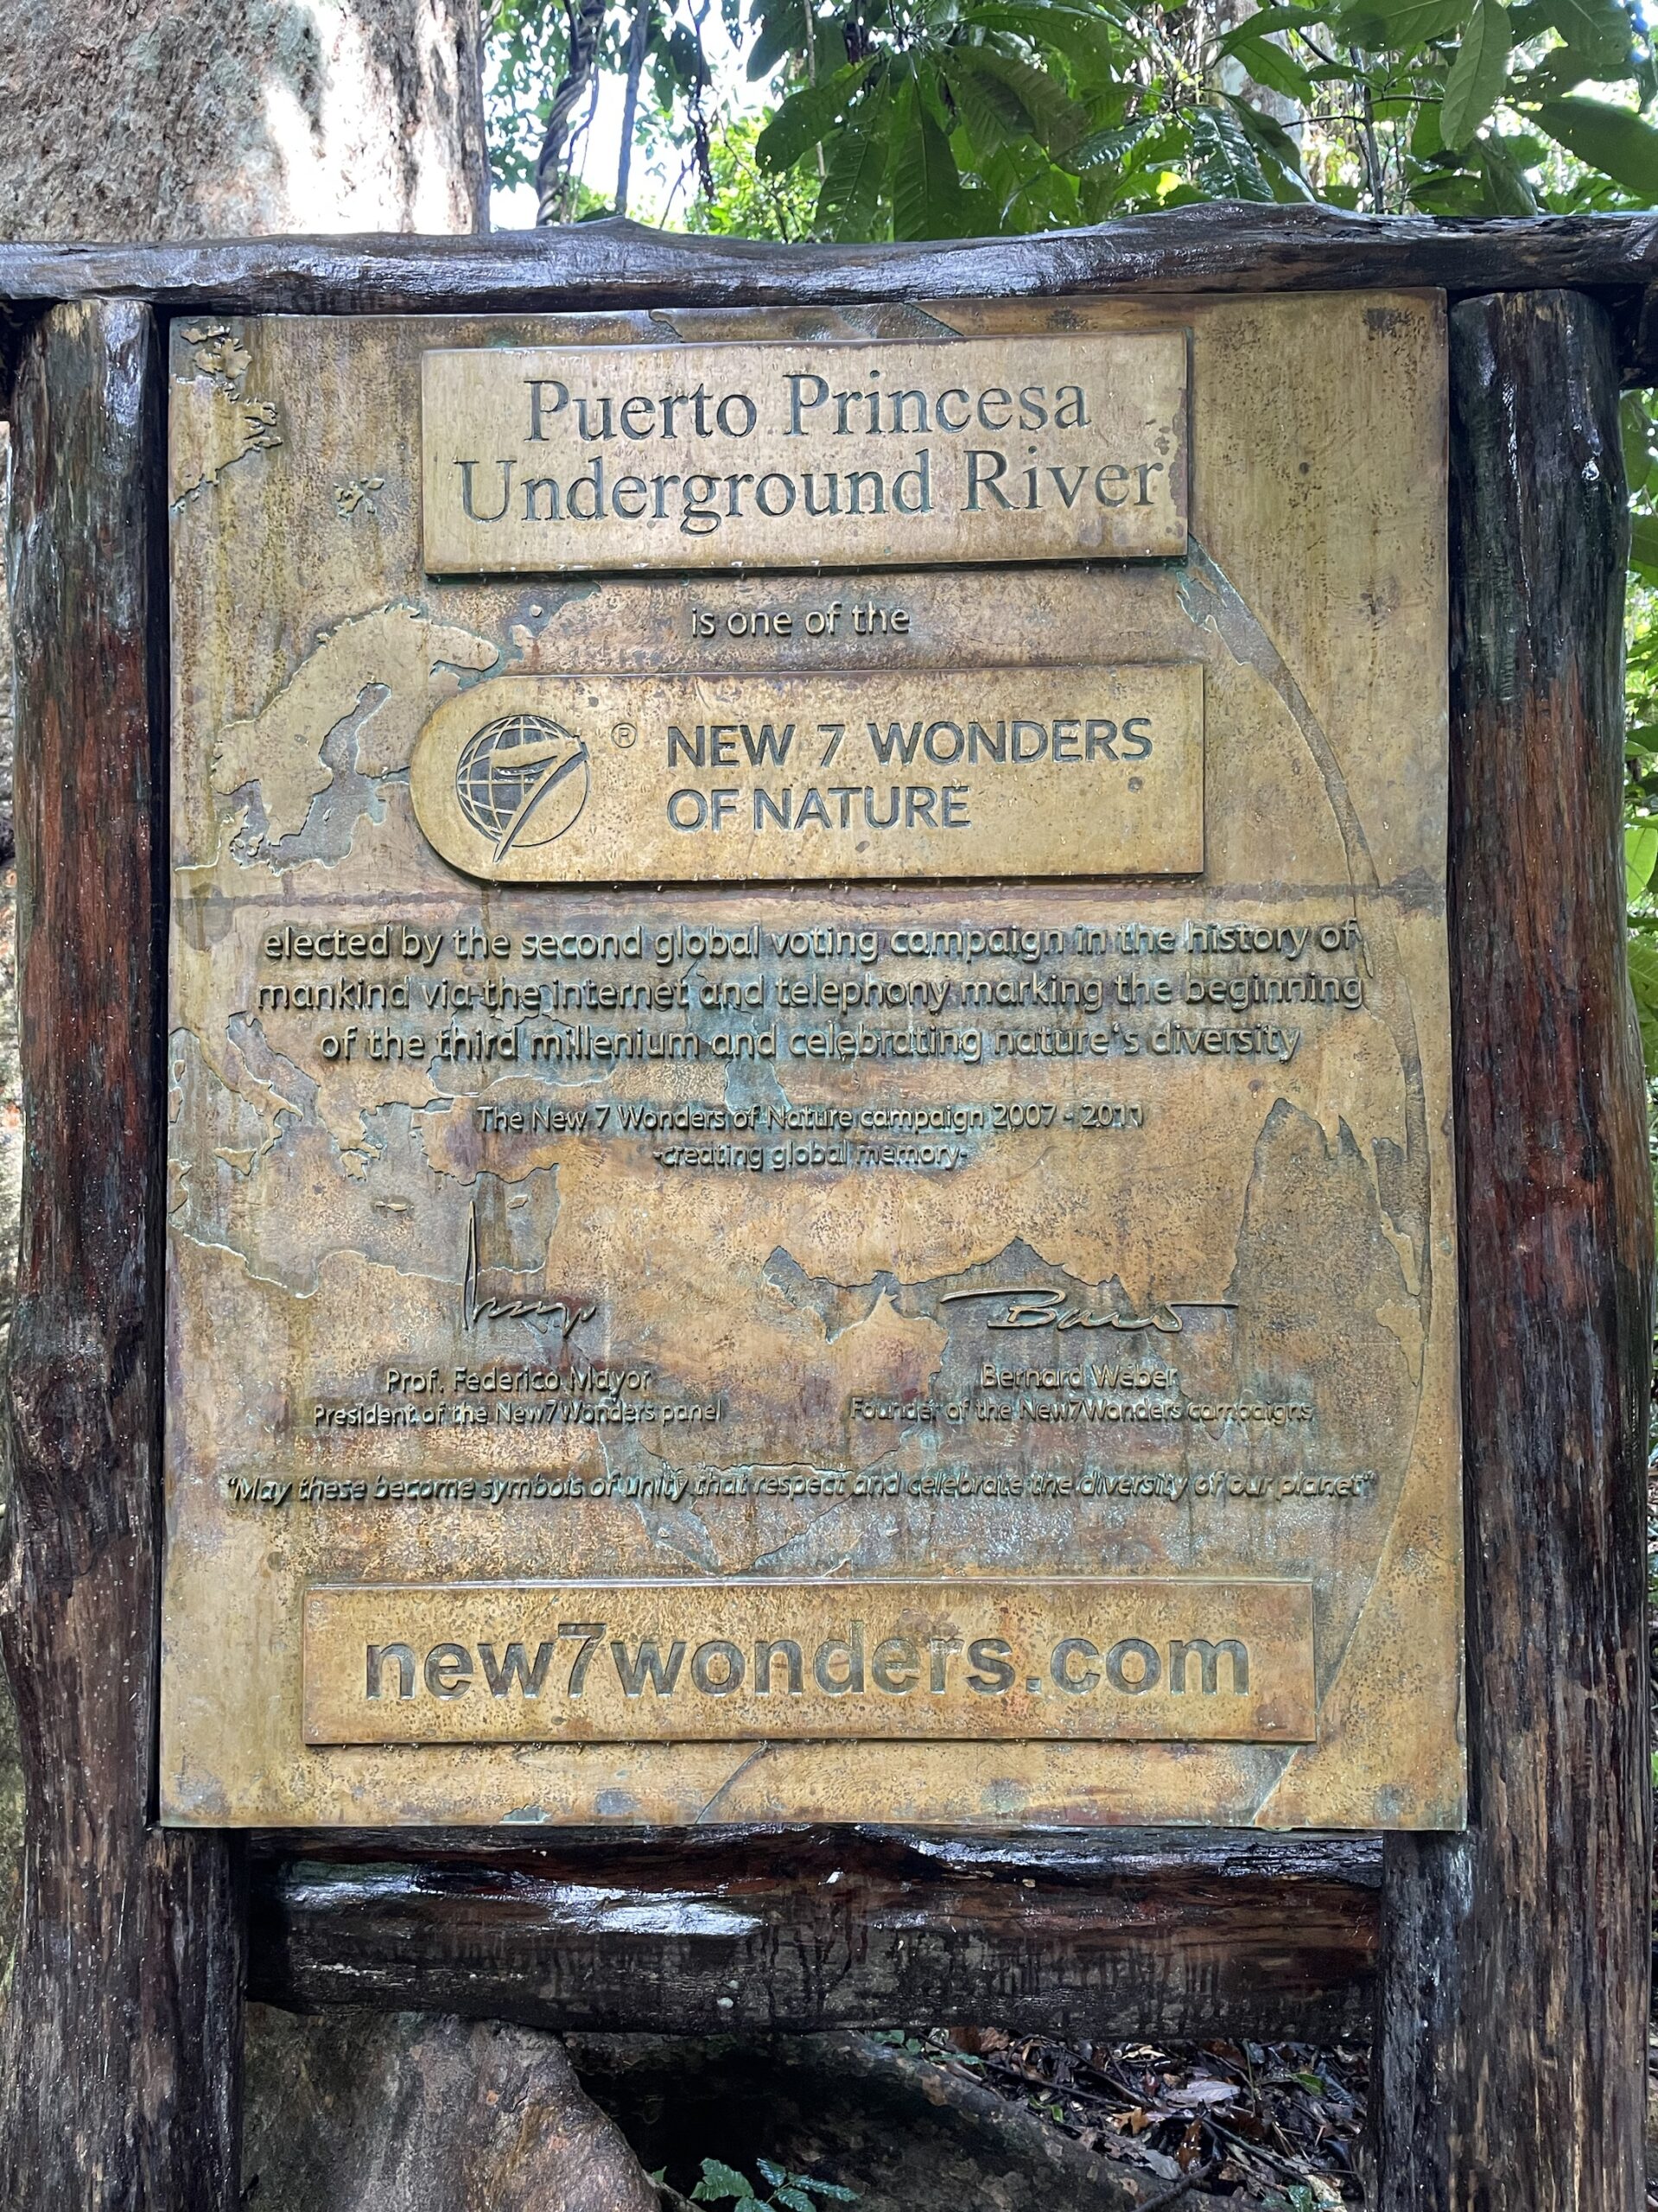 Puerto Princesa
Underground River
is one of the
® NEW 7 WONDERS
OF NATURE
elected by the second global voting campaign in the history of
mankind via the internet and telephony marking the beginning
of the third millenium and celebrating nature's diversity
The New 7 Wonders of Nature campaign 2007 - 2011
-creating global memory-
Prof. Federico Mayor
President of the New7Wonders panel
Bernard Weber
Founder of the New7Wonders campaigns
"May these become symbols of unity that respect and celebrate the diversity of our planet"
new7wonders.com